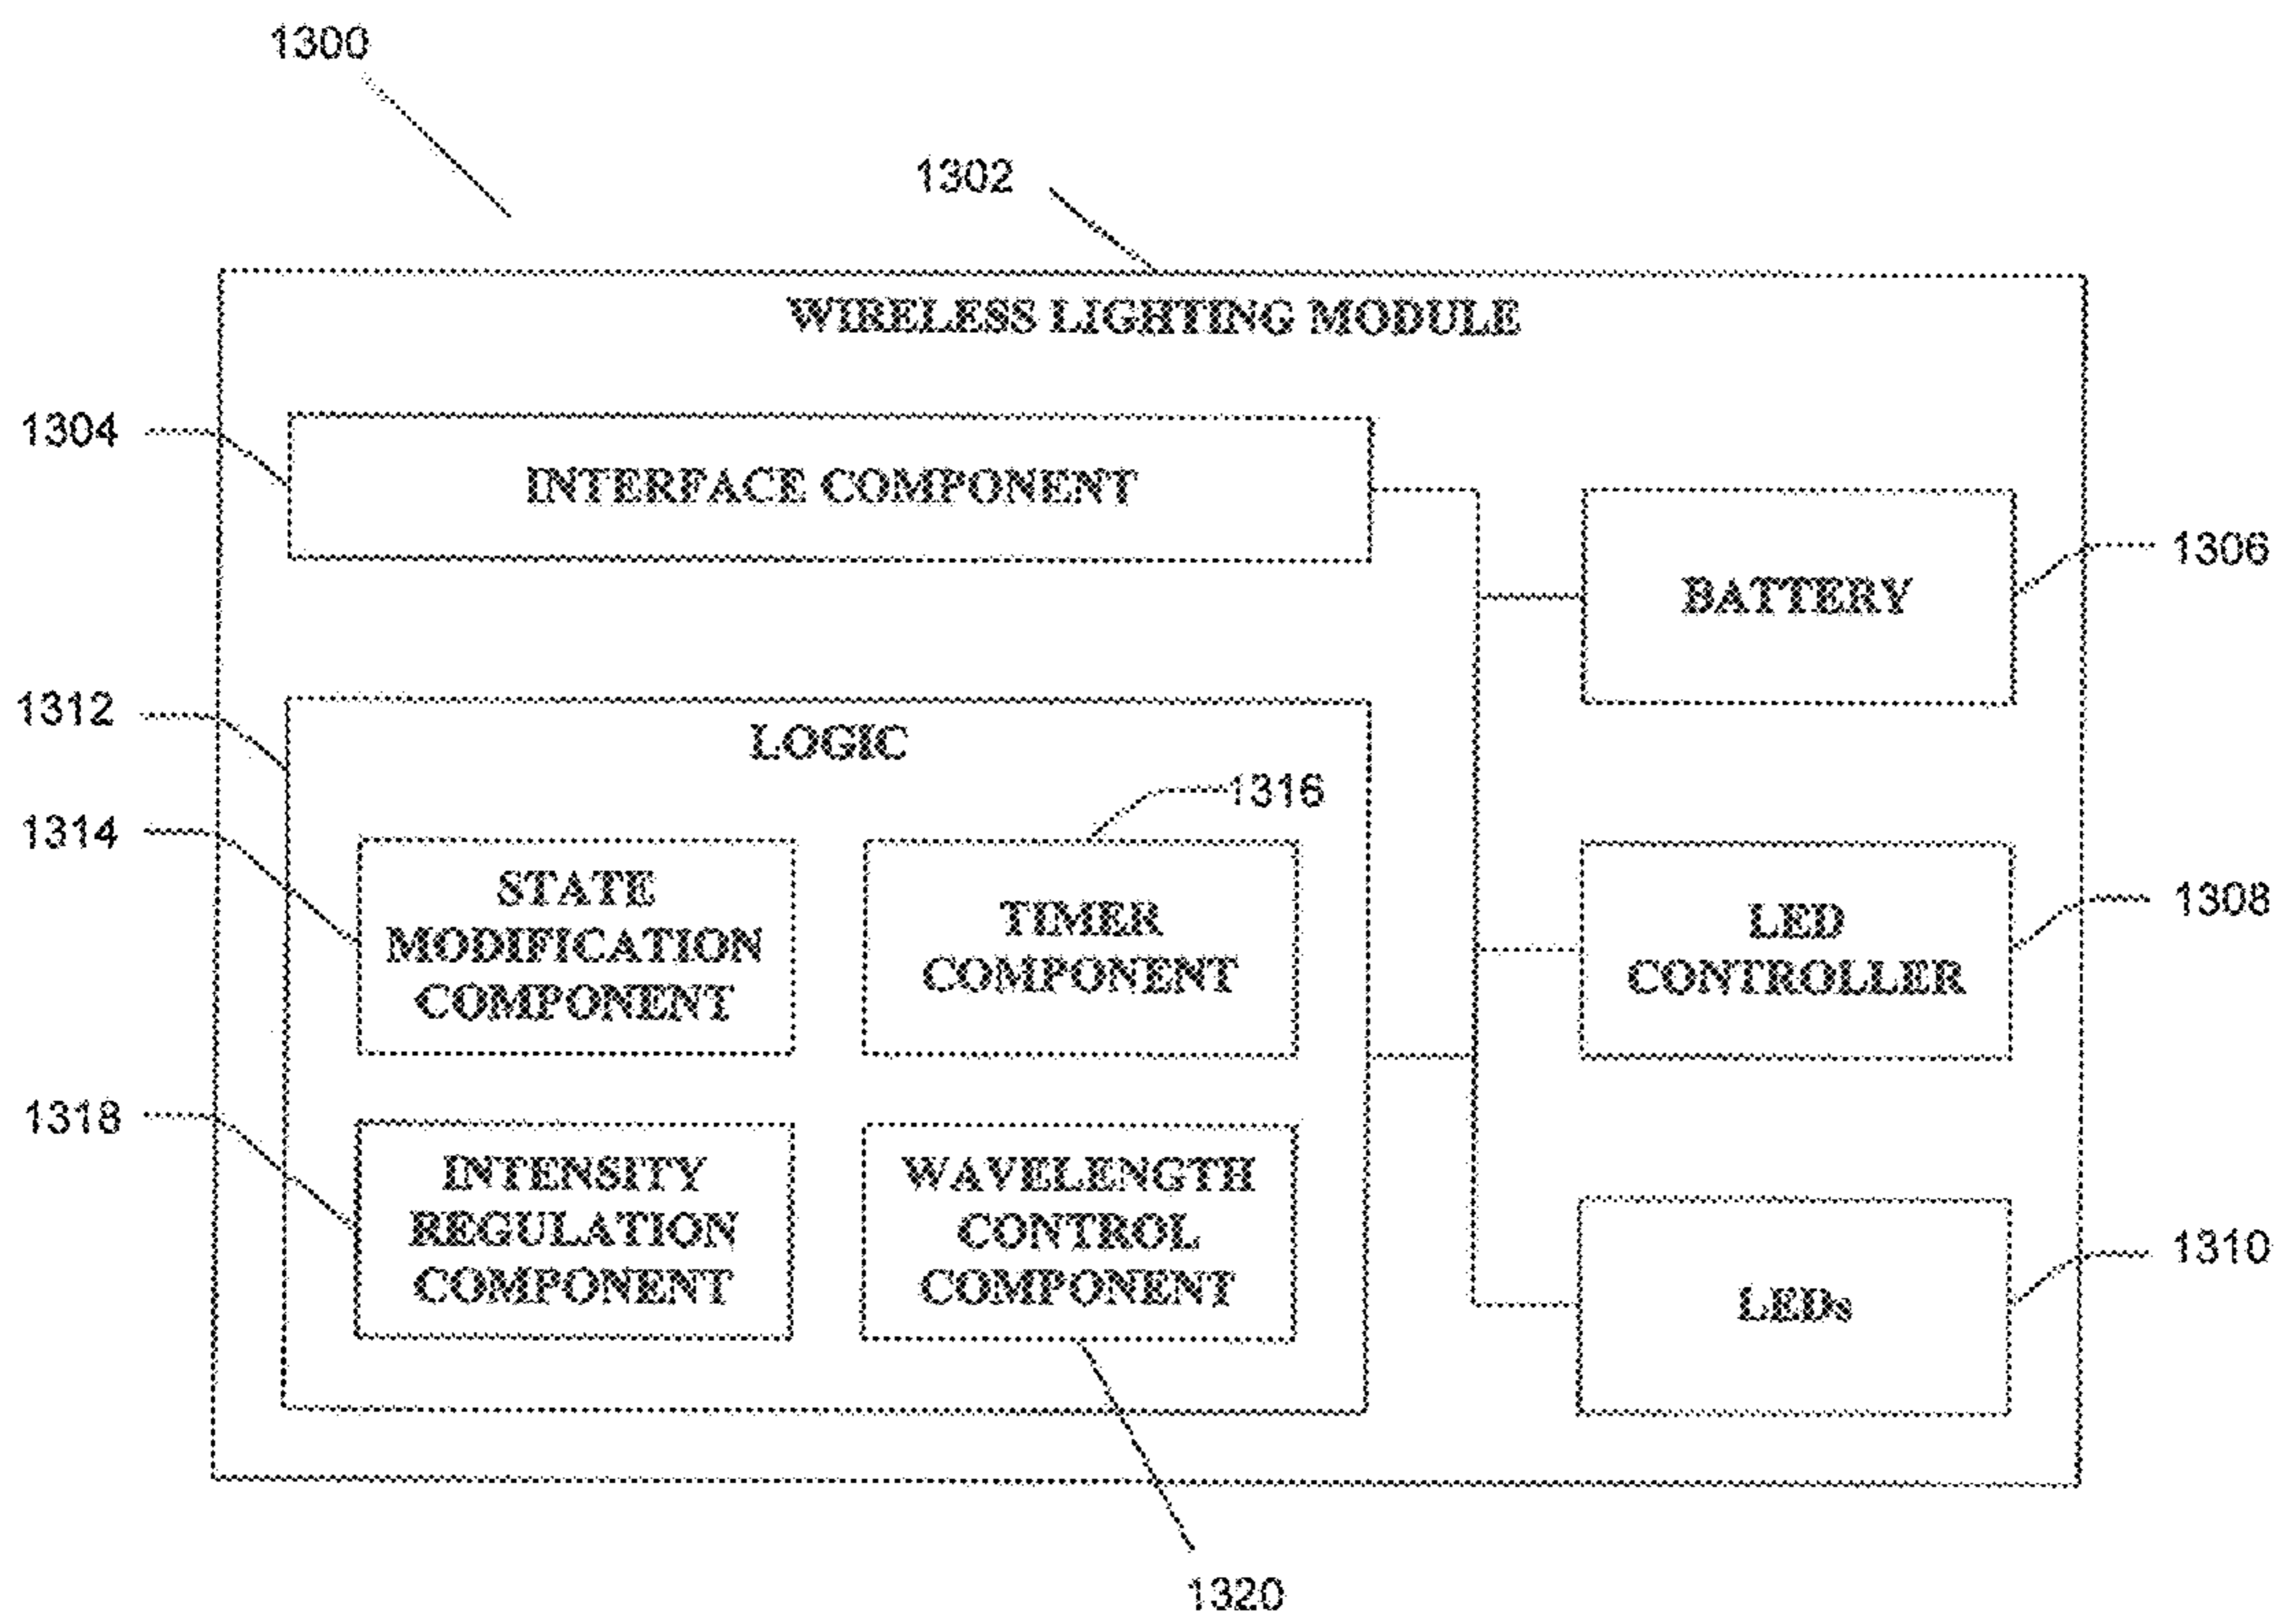 1300
1302
WIRELESS LIGHTING MODULE
1304
INTERFACE COMPONENT
1306
BATTERY
1312
LOGIC
1316
1314
STATE
MODIFICATION
COMPONENT
TIMER
COMPONENT
1308
LED
CONTROLLER
1318
INTENSITY
REGULATION
COMPONENT
WAVELENGTH
CONTROL
COMPONENT
1310
LEDs
1320